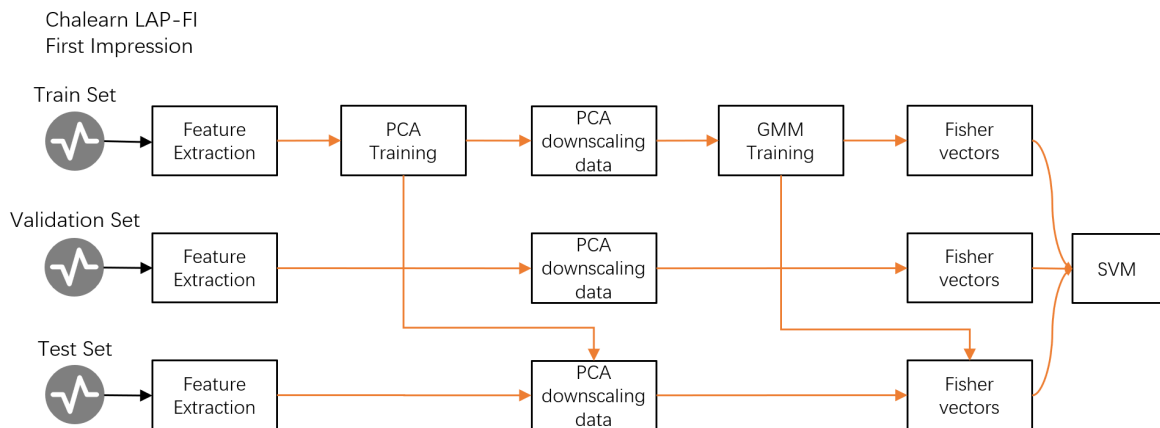 Chalearn LAP-FI
First Impression
Train Set
Feature
Extraction
PCA
Training
PCA
downscaling
data
GMM
Training
Fisher
vectors
Validation Set
Feature
Extraction
PCA
downscaling
data
Fisher
vectors
SVM
Test Set
Feature
Extraction
PCA
downscaling
data
Fisher
vectors